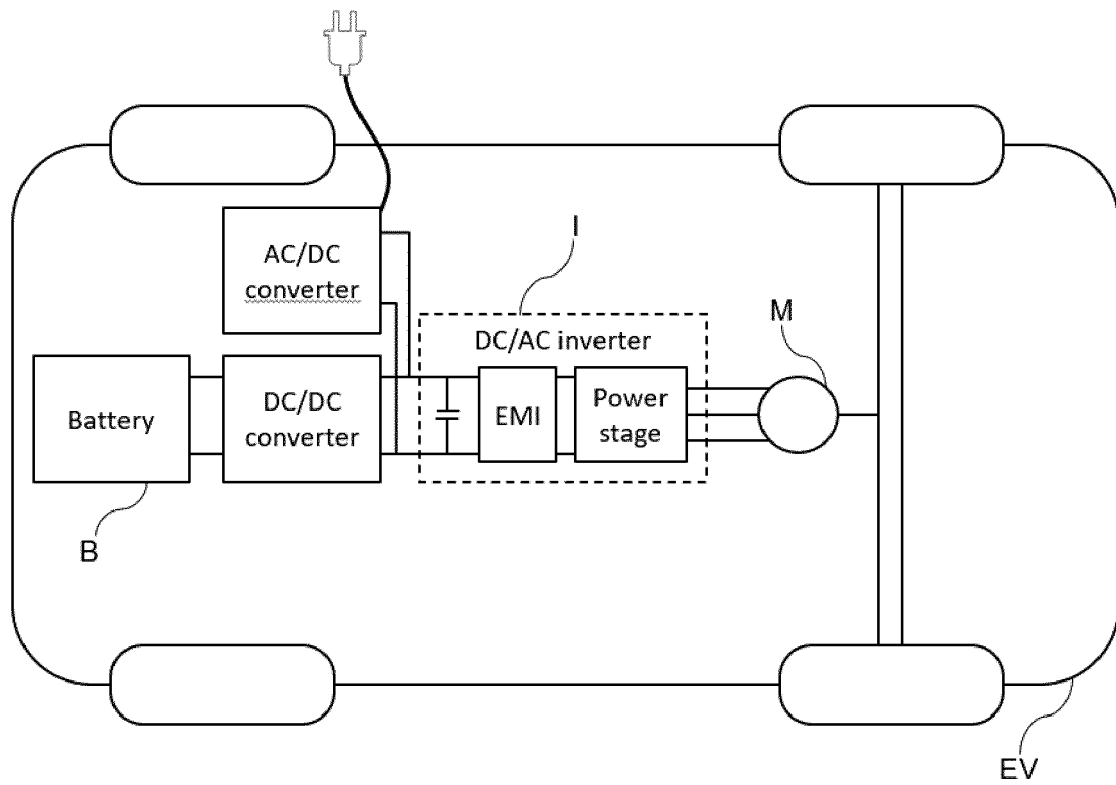 I
AC/DC
converter
M
DC/AC inverter
Battery
DC/DC
converter
EMI
Power
stage
B
EV